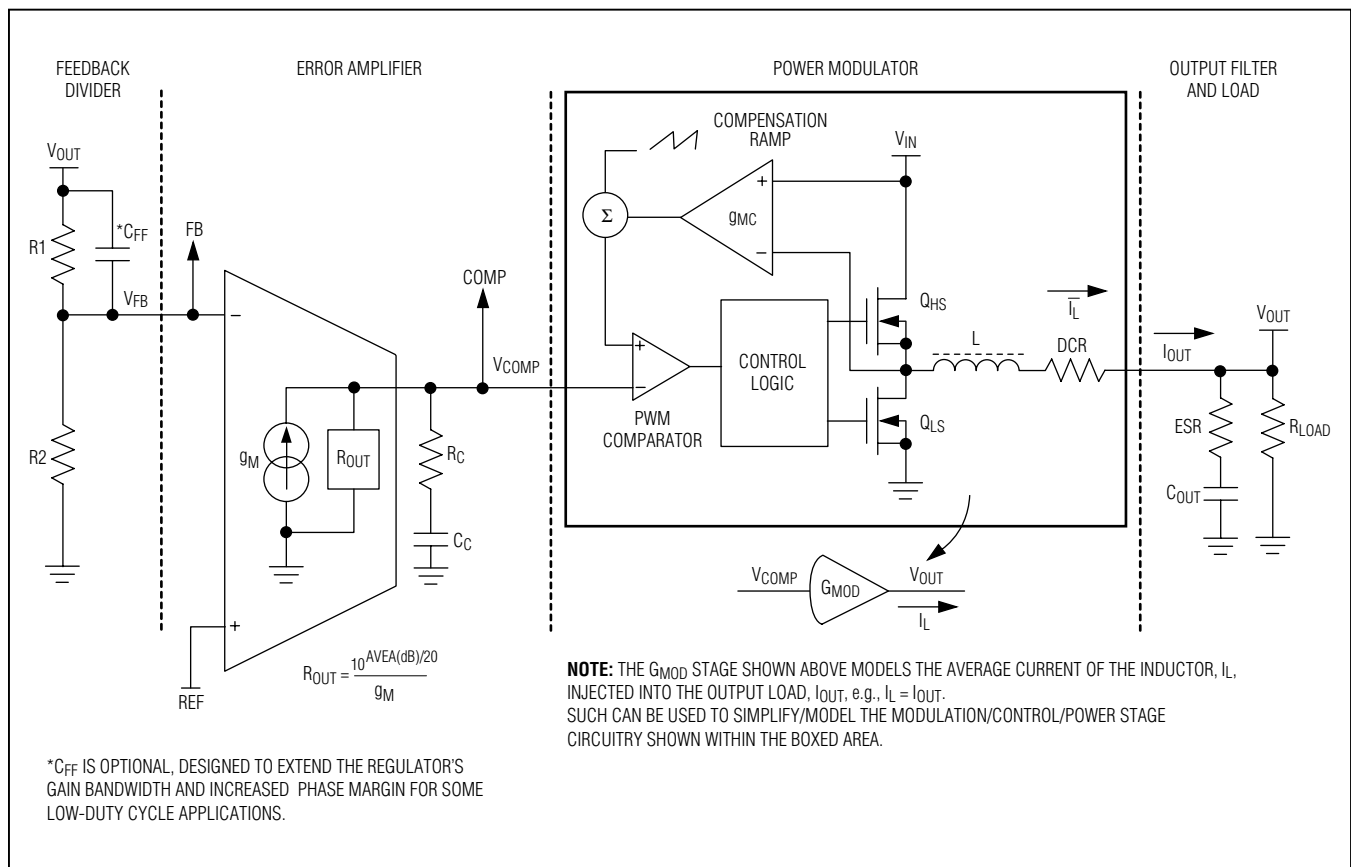 FEEDBACK
DIVIDER
ERROR AMPLIFIER
POWER MODULATOR
OUTPUT FILTER
AND LOAD
VOUT
R1
*CFF
VFB
R2
FB
COMP
VCOMP
−
gM
ROUT
RC
CC
+
REF
ROUT = 10^AVEA(dB)/20
gM
COMPENSATION
RAMP
VIN
Σ
+
gMC
−
+
−
PWM
COMPARATOR
CONTROL
LOGIC
QHS
QLS
IL
L
DCR
IOUT
VOUT
ESR
COUT
RLOAD
VCOMP
GMOD
VOUT
IL
NOTE: THE GMOD STAGE SHOWN ABOVE MODELS THE AVERAGE CURRENT OF THE INDUCTOR, IL,
INJECTED INTO THE OUTPUT LOAD, IOUT, e.g., IL = IOUT.
SUCH CAN BE USED TO SIMPLIFY/MODEL THE MODULATION/CONTROL/POWER STAGE
CIRCUITRY SHOWN WITHIN THE BOXED AREA.
*CFF IS OPTIONAL, DESIGNED TO EXTEND THE REGULATOR'S
GAIN BANDWIDTH AND INCREASED PHASE MARGIN FOR SOME
LOW-DUTY CYCLE APPLICATIONS.